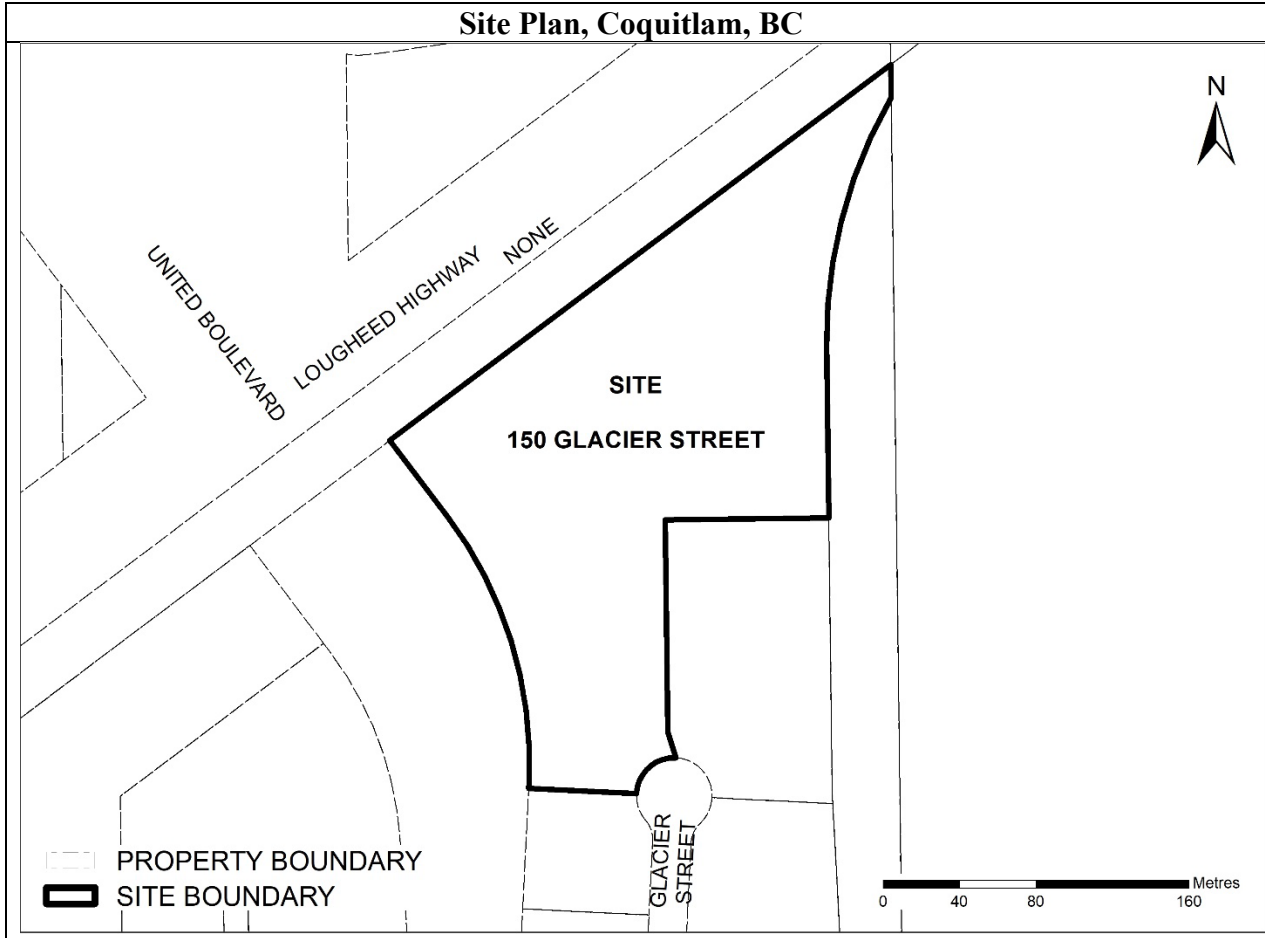 Site Plan, Coquitlam, BC
N
UNITED BOULEVARD
LOUGHEED HIGHWAY
NONE
SITE
150 GLACIER STREET
GLACIER
STREET
PROPERTY BOUNDARY
SITE BOUNDARY
Metres
0 40 80 160